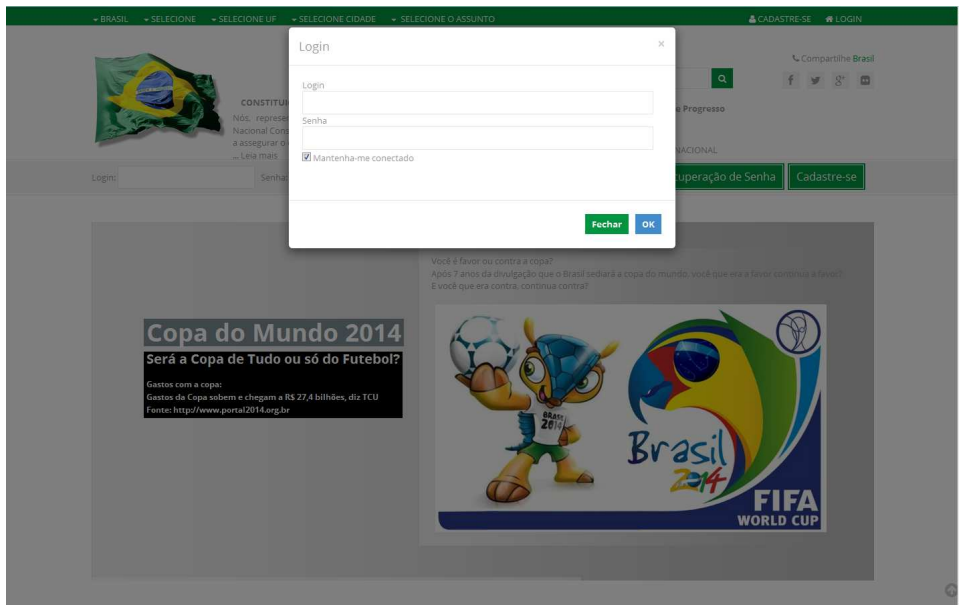 BRASIL SELECIONE SELECIONE UF SELECIONE CIDADE SELECIONE O ASSUNTO CADASTRE-SE LOGIN
Login ×
Compartilhe Brasil
Login
CONSTITUI
e Progresso
Nós, represe
Senha
Nacional Cons
a assegurar o
... Leia mais
NACIONAL
Mantenha-me conectado
Login: Senha: cuperação de Senha Cadastre-se
Fechar OK
Você é favor ou contra a copa?
Após 7 anos da divulgação que o Brasil sediará a copa do mundo, você que era a favor continua a favor?
E você que era contra, continua contra?
Copa do Mundo 2014
Será a Copa de Tudo ou só do Futebol?
Gastos com a copa:
Gastos da Copa sobem e chegam a R$ 27,4 bilhões, diz TCU
Fonte: http://www.portal2014.org.br
BRASIL
2014
Brasil
2014
FIFA
WORLD CUP